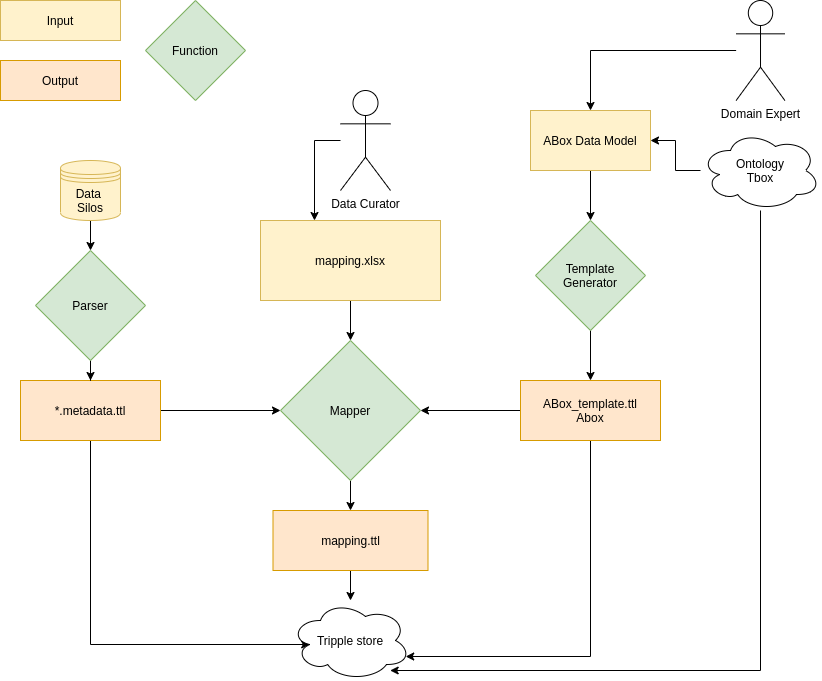 Input
Function
Output
Domain Expert
ABox Data Model
Ontology
Tbox
Data
Silos
Data Curator
mapping.xlsx
Template
Generator
Parser
*.metadata.ttl
Mapper
ABox_template.ttl
Abox
mapping.ttl
Tripple store